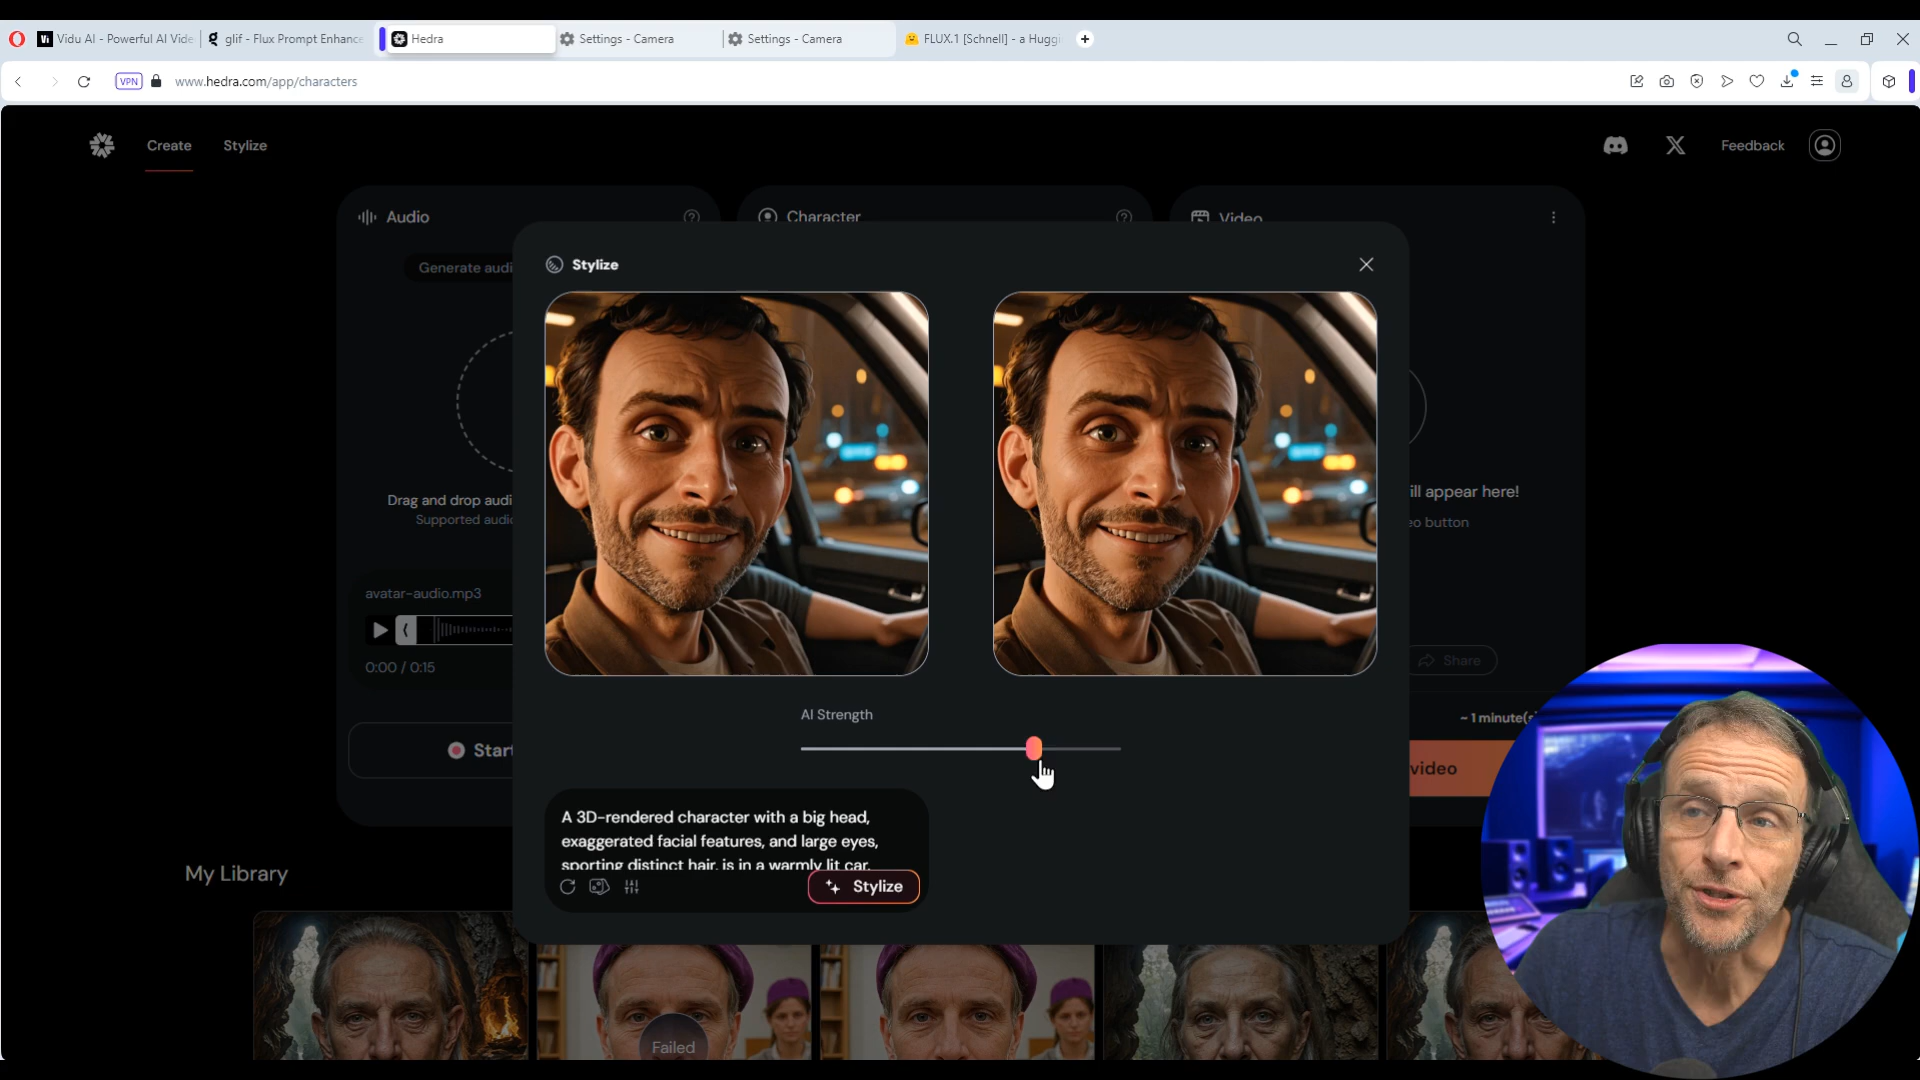 Vidu AI - Powerful AI Vide
glif - Flux Prompt Enhance
Hedra
Settings - Camera
Settings - Camera
FLUX.1 [Schnell] - a Huggi
VPN
www.hedra.com/app/characters
Create
Stylize
Feedback
Audio
Character
Video
Generate audi
Stylize
Drag and drop audi
Supported audio
ill appear here!
eo button
avatar-audio.mp3
0:00 / 0:15
Share
AI Strength
~ 1 minute(s
Start
video
A 3D-rendered character with a big head,
exaggerated facial features, and large eyes,
sporting distinct hair, is in a warmly lit car.
Stylize
My Library
Failed